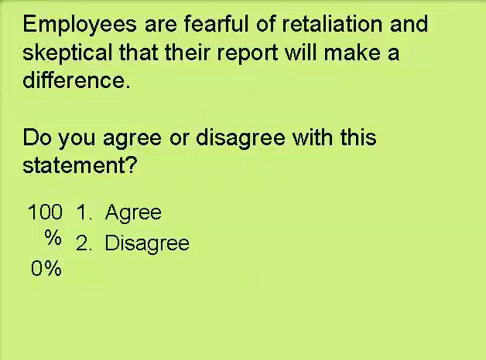 Employees are fearful of retaliation and
skeptical that their report will make a
difference.
Do you agree or disagree with this
statement?
100 1. Agree
% 2. Disagree
0%